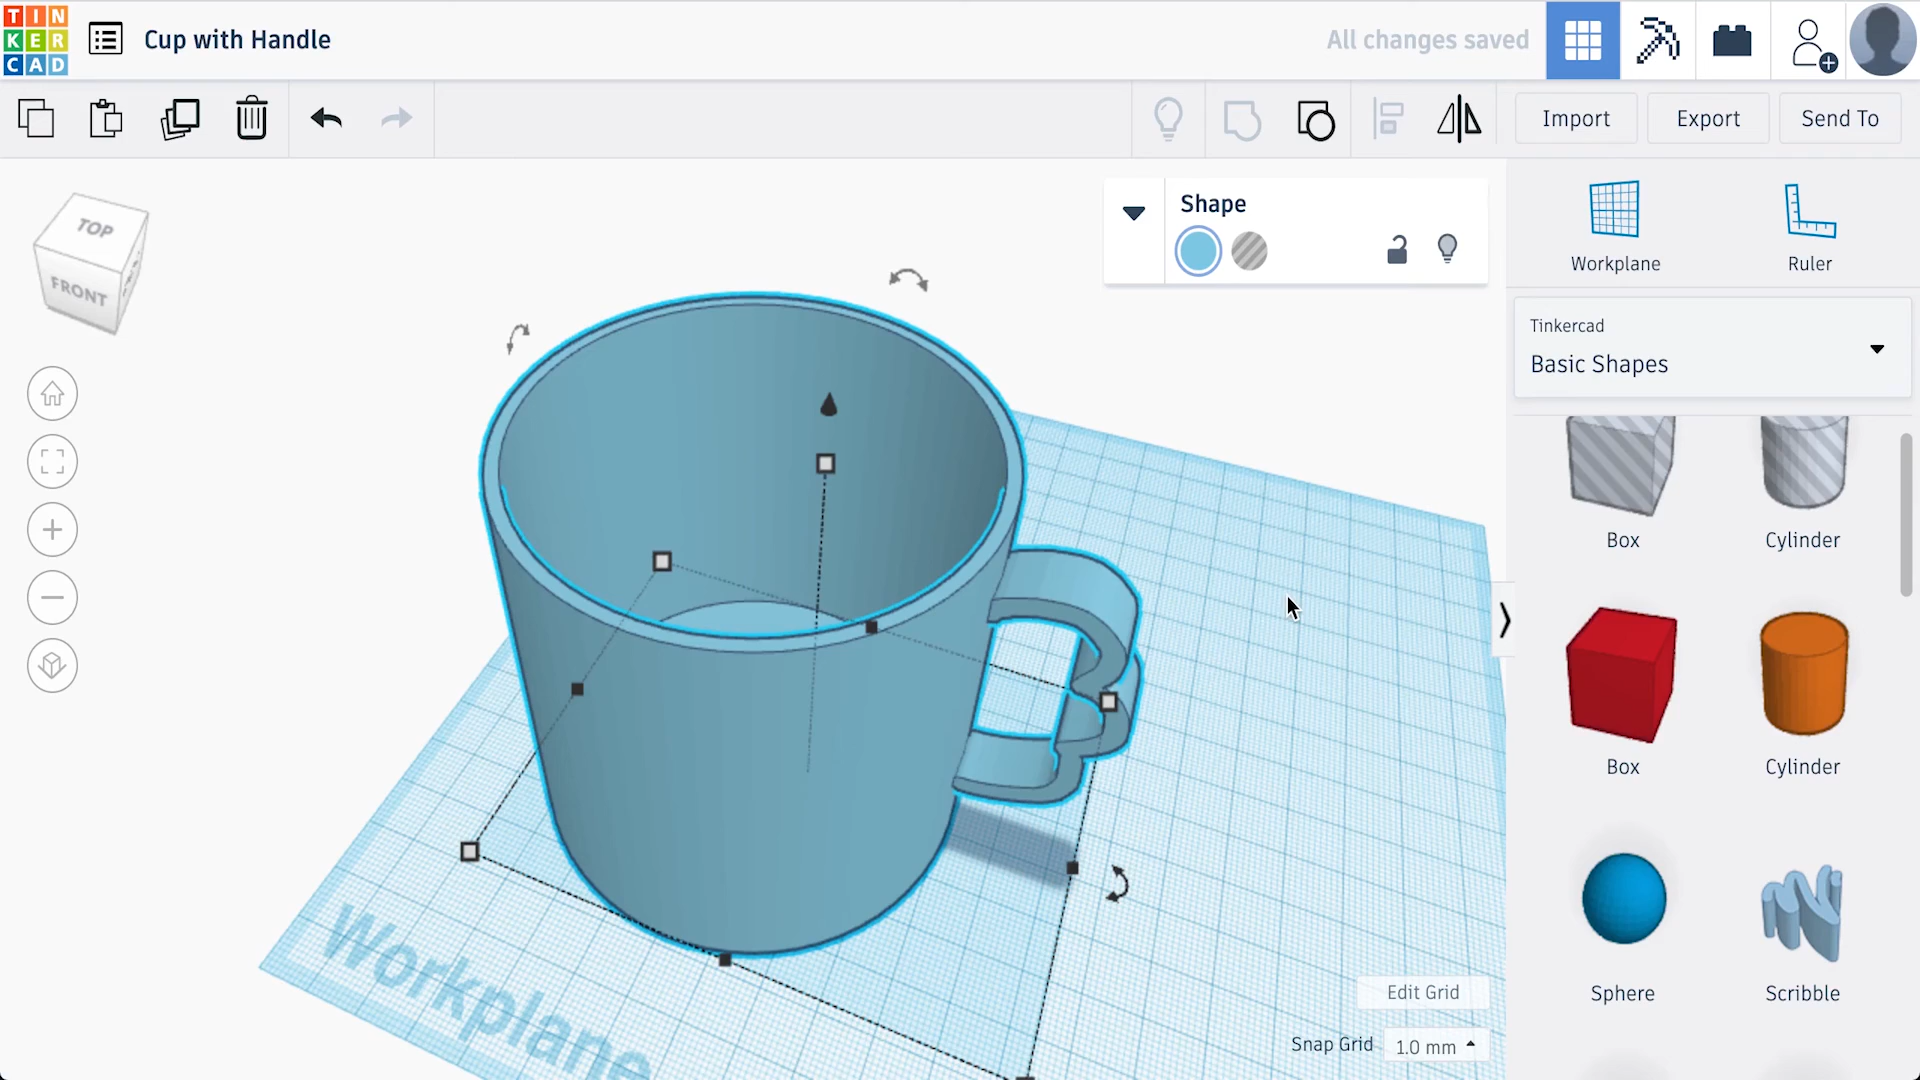 TIN
KER
CAD
Cup with Handle
All changes saved
Import
Export
Send To
TOP
FRONT
Shape
Workplane
Ruler
Tinkercad
Basic Shapes
Box
Cylinder
Box
Cylinder
Sphere
Scribble
Workplane
Edit Grid
Snap Grid
1.0 mm